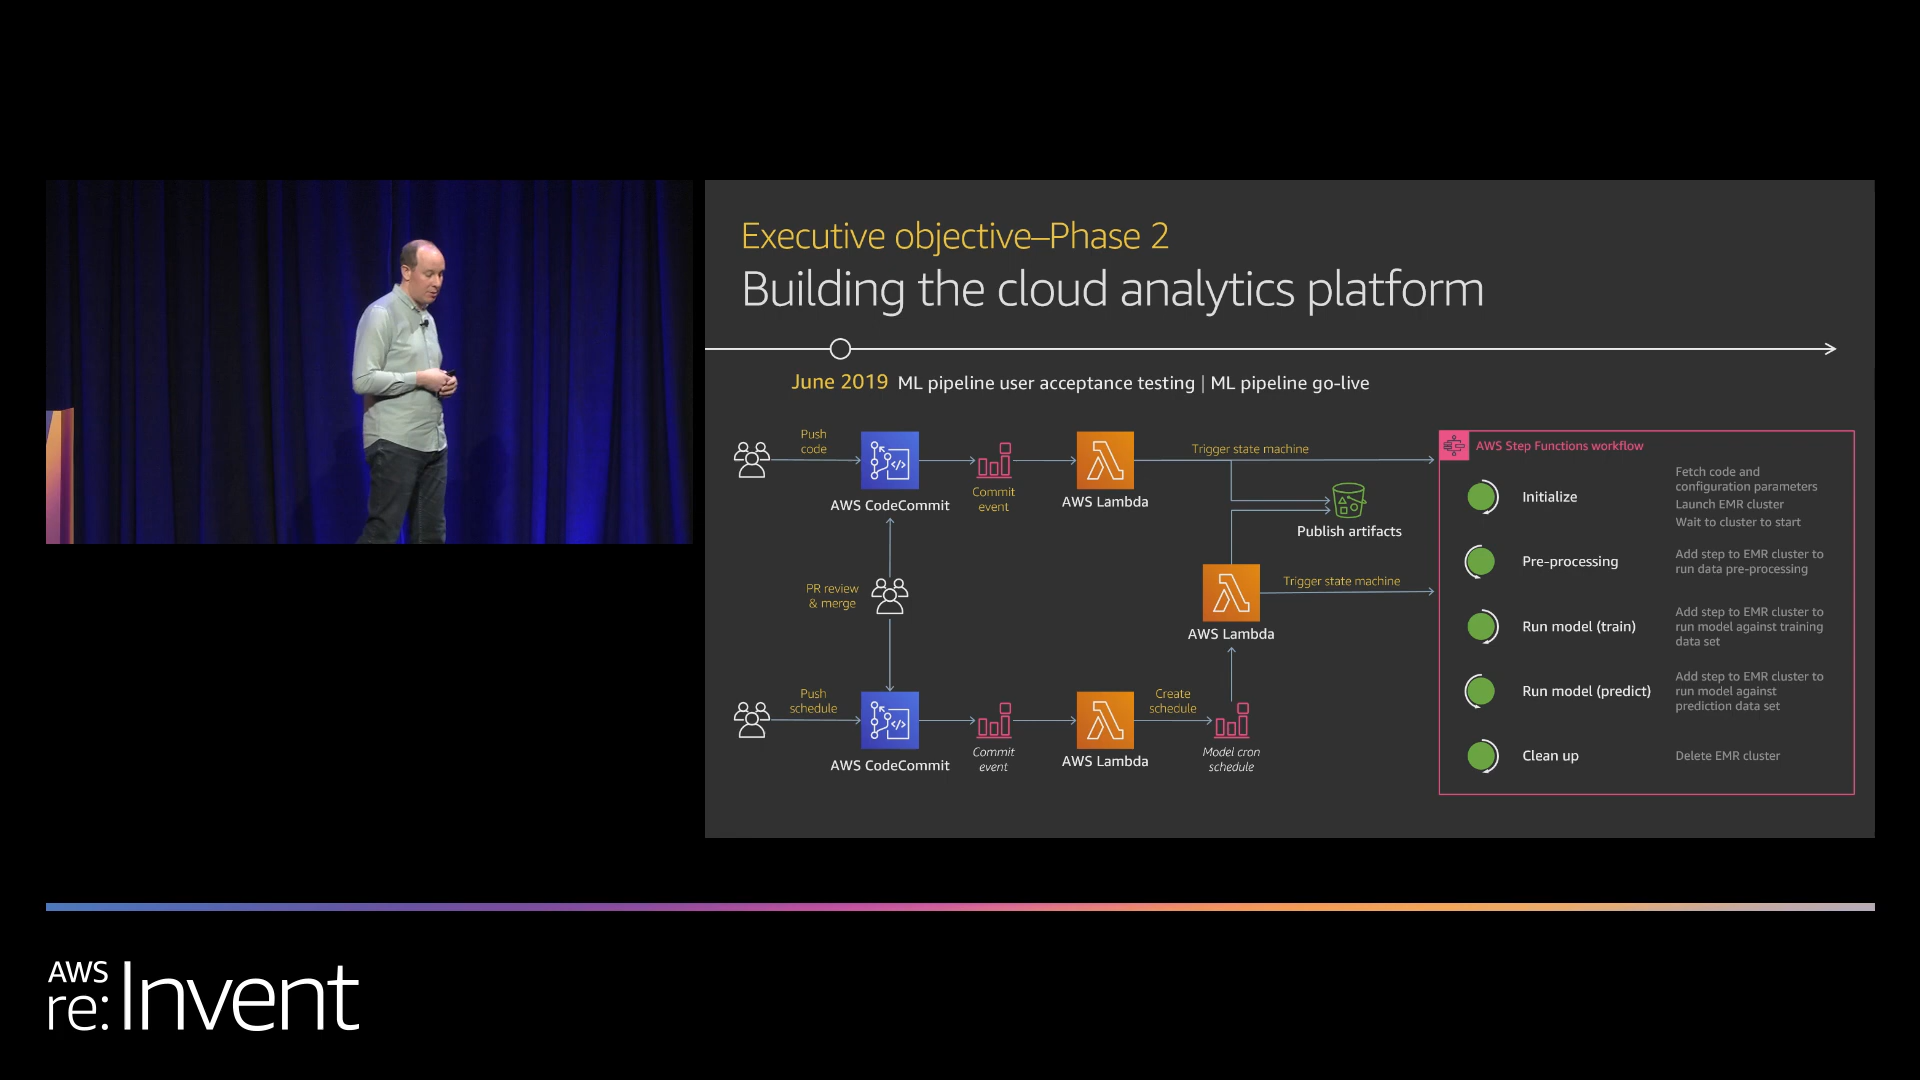 Executive objective–Phase 2
Building the cloud analytics platform
June 2019 ML pipeline user acceptance testing | ML pipeline go-live
Push
code
AWS CodeCommit
Commit
event
AWS Lambda
Trigger state machine
Publish artifacts
PR review
& merge
AWS Lambda
Trigger state machine
Push
schedule
AWS CodeCommit
Commit
event
AWS Lambda
Create
schedule
Model cron
schedule
AWS Step Functions workflow
Initialize
Fetch code and
configuration parameters
Launch EMR cluster
Wait to cluster to start
Pre-processing
Add step to EMR cluster to
run data pre-processing
Run model (train)
Add step to EMR cluster to
run model against training
data set
Run model (predict)
Add step to EMR cluster to
run model against
prediction data set
Clean up
Delete EMR cluster
AWS
re:Invent